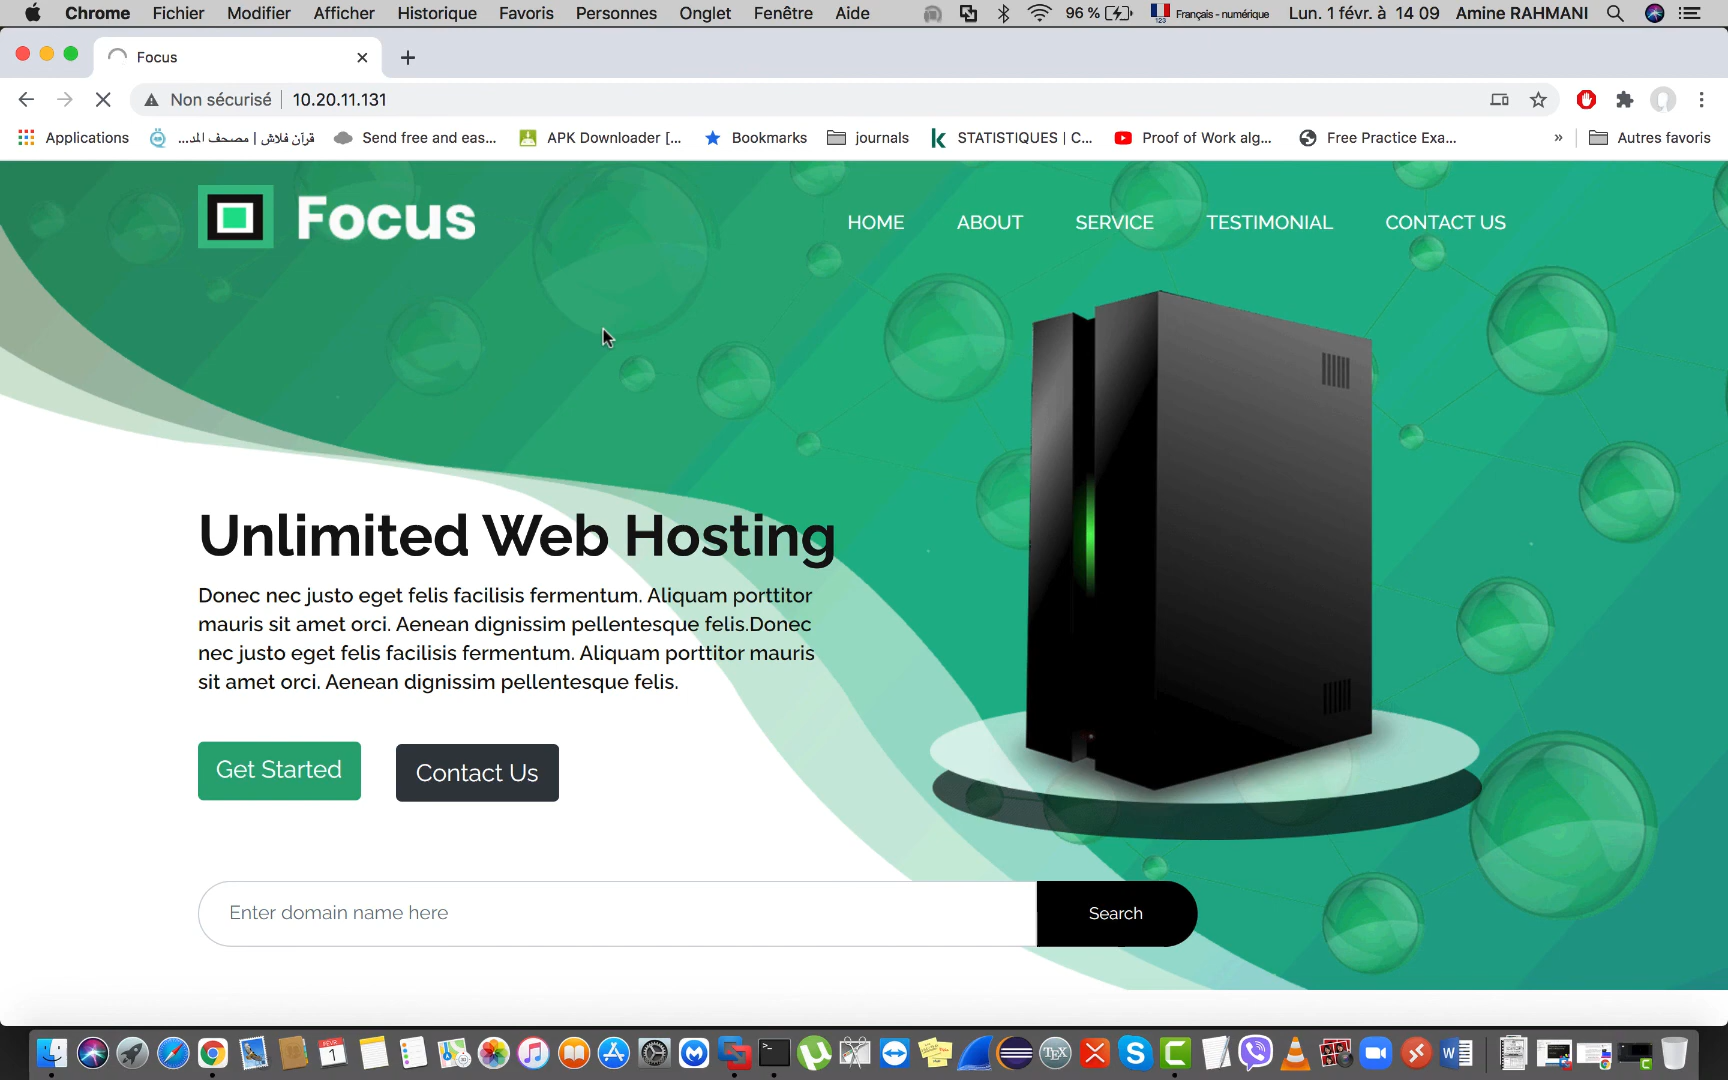 Chrome Fichier Modifier Afficher Historique Favoris Personnes Onglet Fenêtre Aide 96 % 123 Français - numérique Lun. 1 févr. à 14 09 Amine RAHMANI
Focus
Non sécurisé 10.20.11.131
Applications قرآن فلاش | مصحف المد... Send free and eas... APK Downloader [... Bookmarks journals STATISTIQUES | C... Proof of Work alg... Free Practice Exa... » Autres favoris
Focus HOME ABOUT SERVICE TESTIMONIAL CONTACT US
Unlimited Web Hosting
Donec nec justo eget felis facilisis fermentum. Aliquam porttitor
mauris sit amet orci. Aenean dignissim pellentesque felis.Donec
nec justo eget felis facilisis fermentum. Aliquam porttitor mauris
sit amet orci. Aenean dignissim pellentesque felis.
Get Started Contact Us
Enter domain name here Search